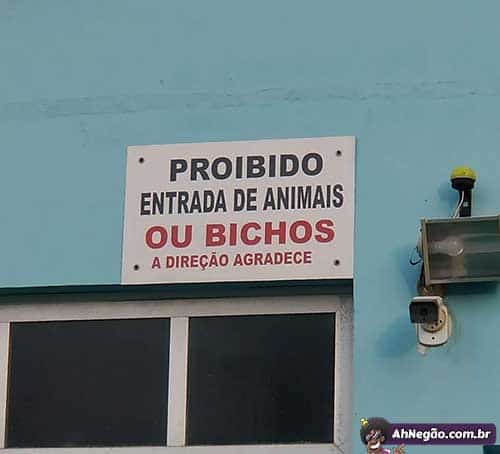 PROIBIDO
ENTRADA DE ANIMAIS
OU BICHOS
A DIREÇÃO AGRADECE
AhNegão.com.br